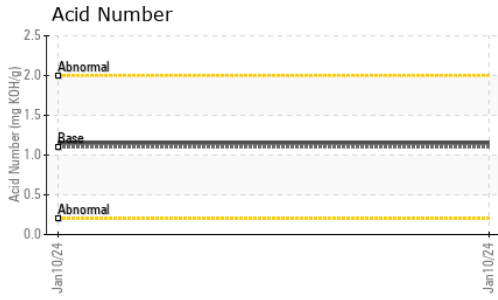 Acid Number
Acid Number (mg KOH/g)
2.5
2.0
1.5
1.0
0.5
0.0
Abnormal
Base
Abnormal
Jan10/24
Jan10/24